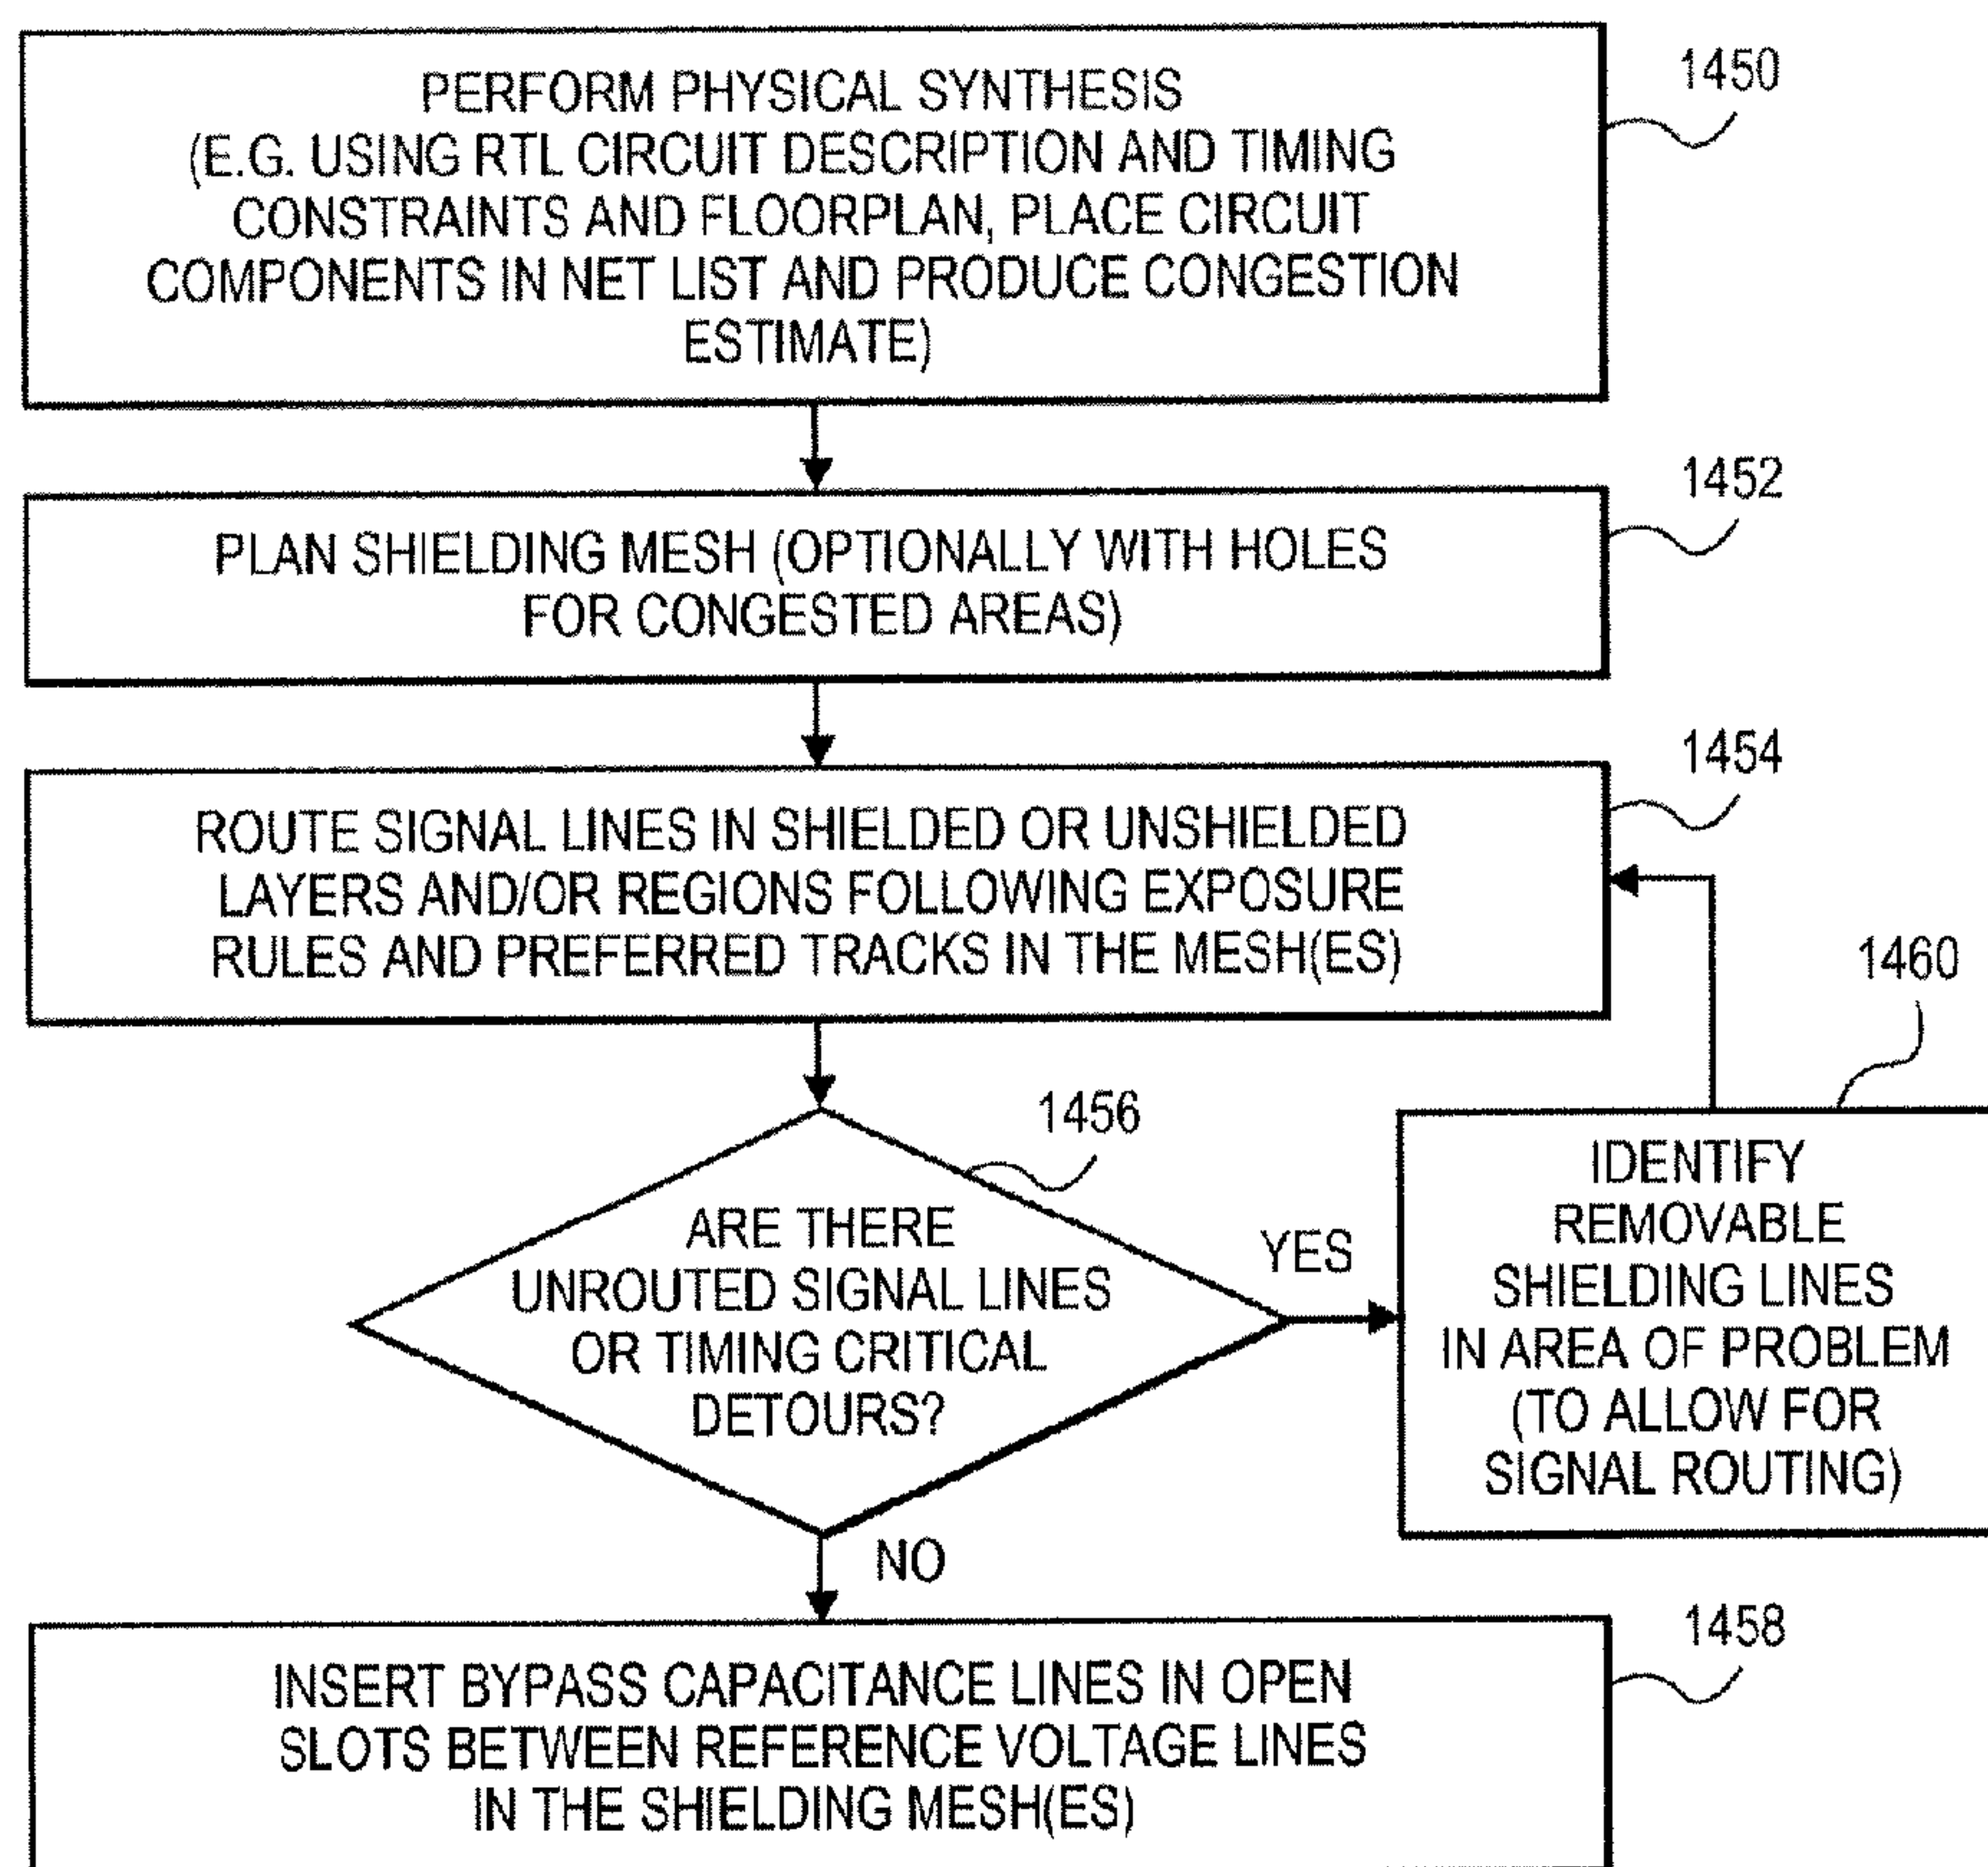 PERFORM PHYSICAL SYNTHESIS
(E.G. USING RTL CIRCUIT DESCRIPTION AND TIMING
CONSTRAINTS AND FLOORPLAN, PLACE CIRCUIT
COMPONENTS IN NET LIST AND PRODUCE CONGESTION
ESTIMATE)
1450
PLAN SHIELDING MESH (OPTIONALLY WITH HOLES
FOR CONGESTED AREAS)
1452
ROUTE SIGNAL LINES IN SHIELDED OR UNSHIELDED
LAYERS AND/OR REGIONS FOLLOWING EXPOSURE
RULES AND PREFERRED TRACKS IN THE MESH(ES)
1454
ARE THERE
UNROUTED SIGNAL LINES
OR TIMING CRITICAL
DETOURS?
1456
YES
NO
IDENTIFY
REMOVABLE
SHIELDING LINES
IN AREA OF PROBLEM
(TO ALLOW FOR
SIGNAL ROUTING)
1460
INSERT BYPASS CAPACITANCE LINES IN OPEN
SLOTS BETWEEN REFERENCE VOLTAGE LINES
IN THE SHIELDING MESH(ES)
1458